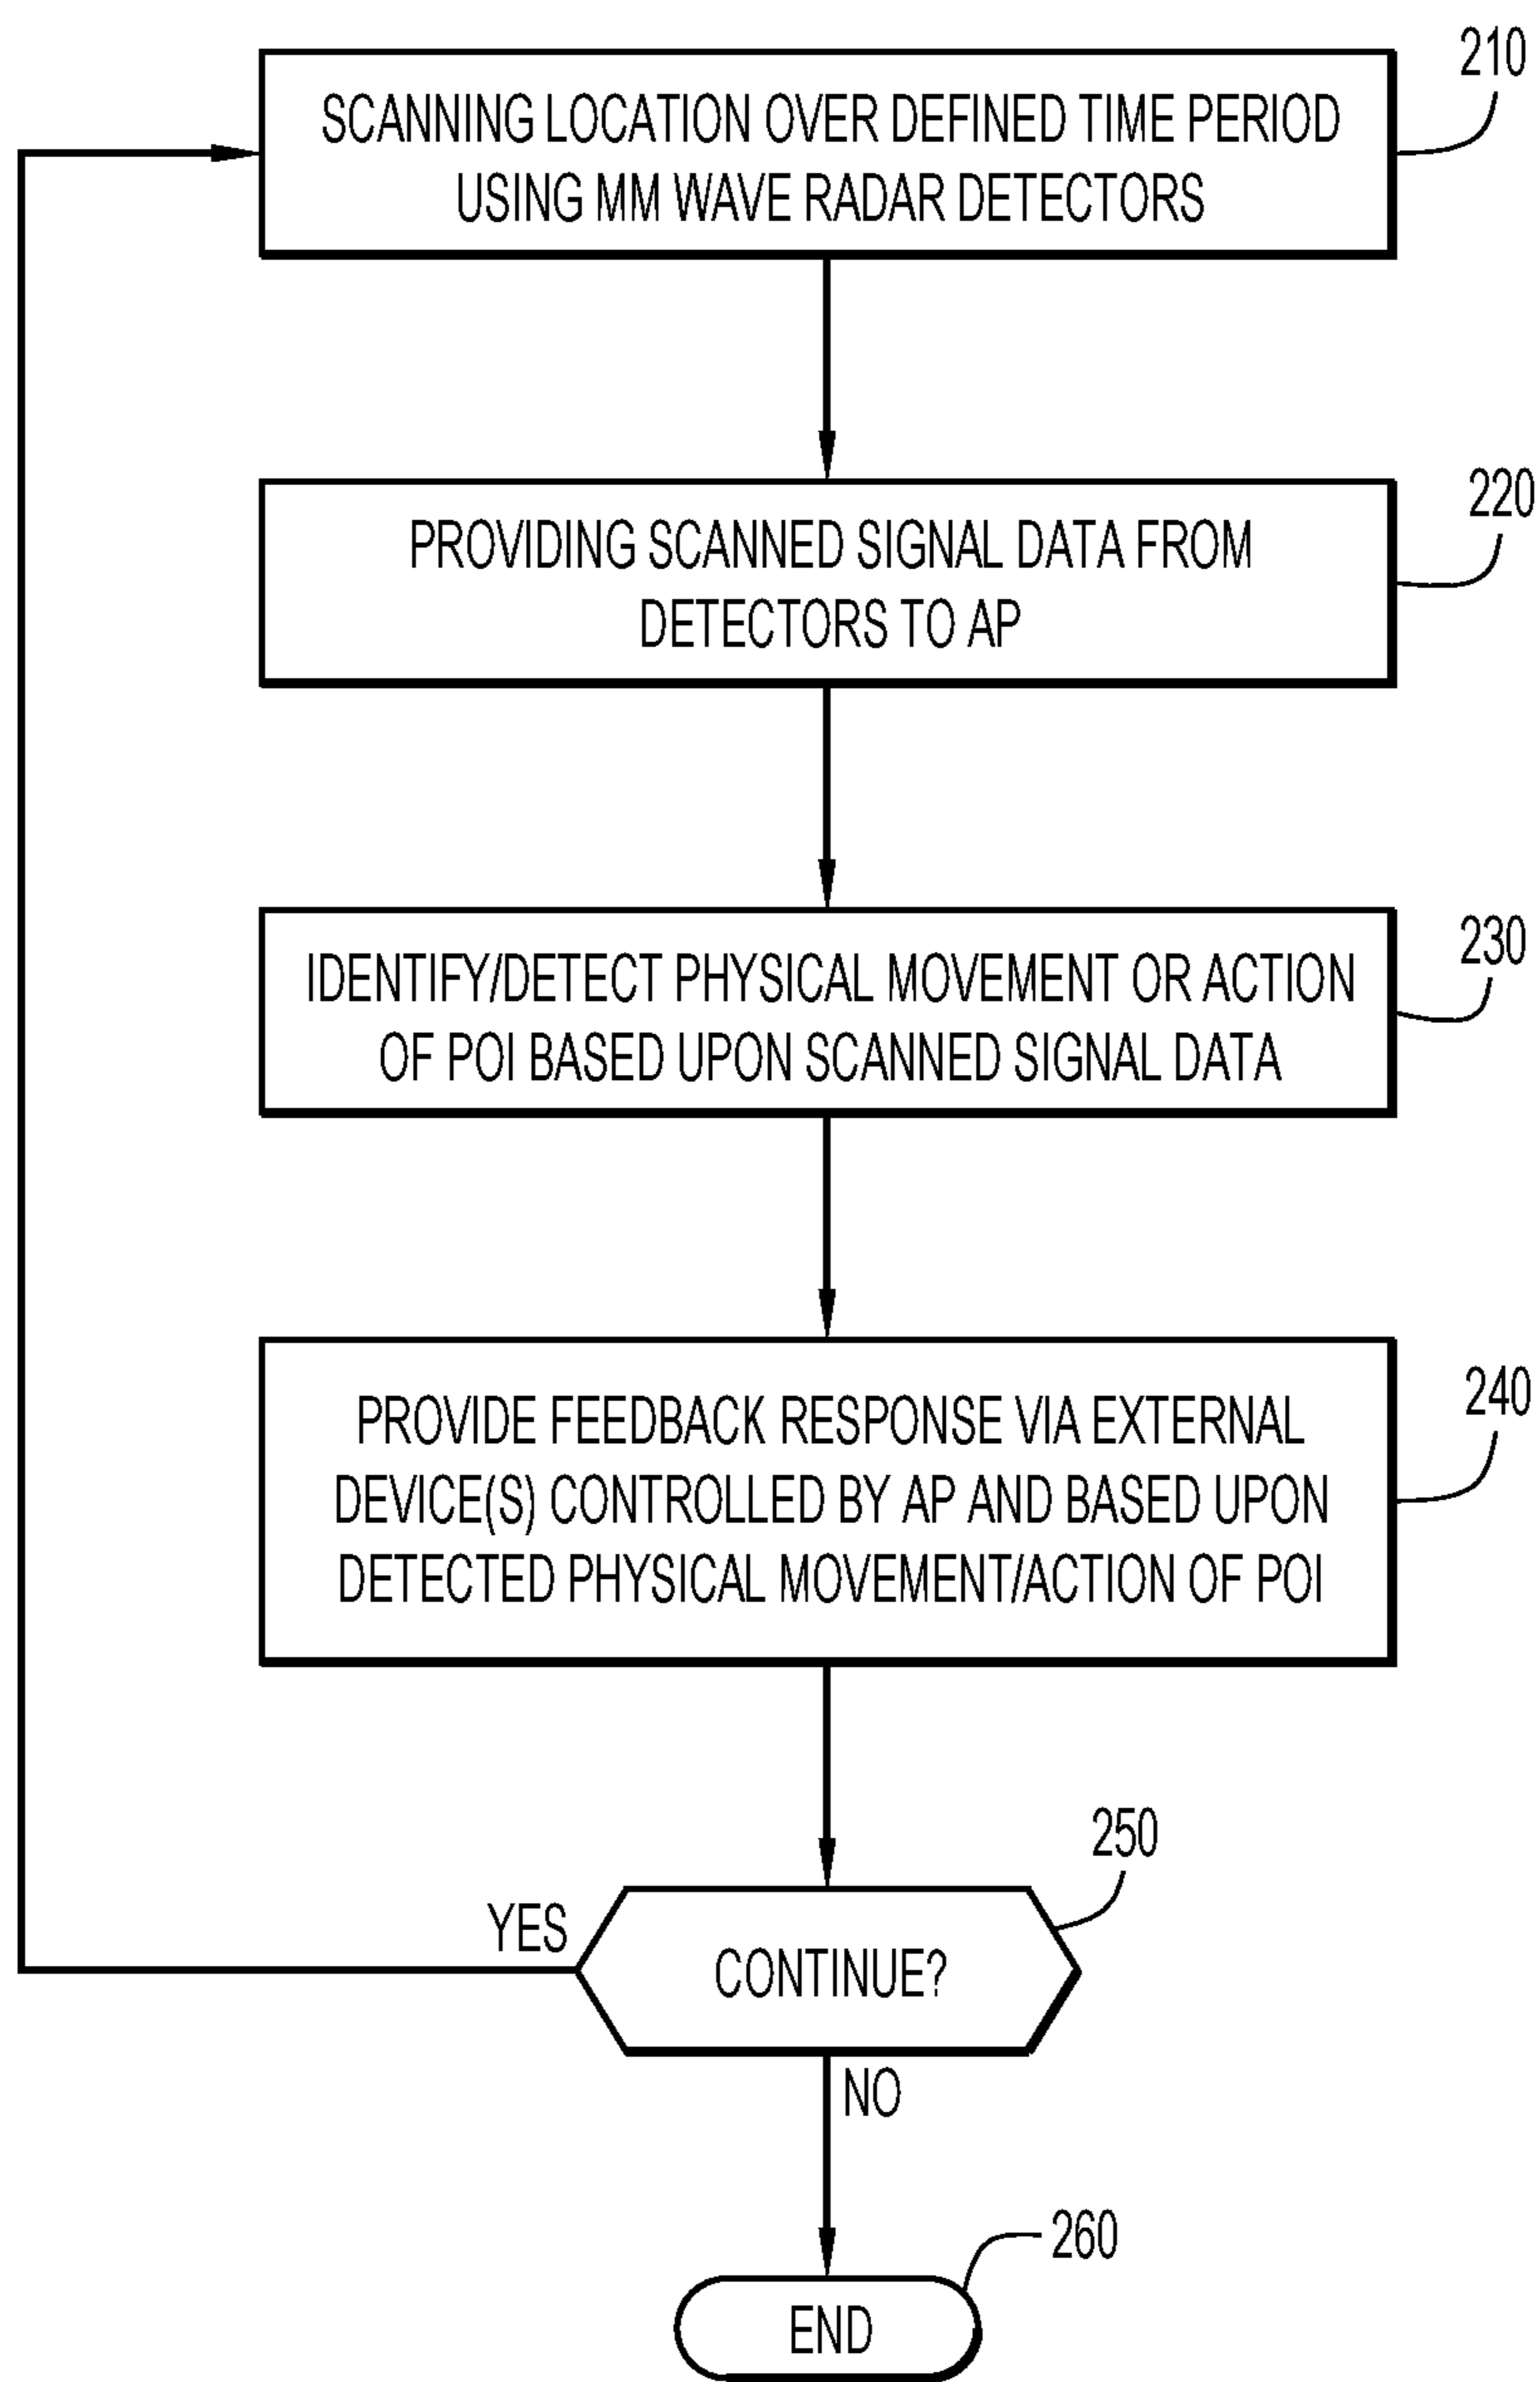 210
SCANNING LOCATION OVER DEFINED TIME PERIOD
USING MM WAVE RADAR DETECTORS
220
PROVIDING SCANNED SIGNAL DATA FROM
DETECTORS TO AP
230
IDENTIFY/DETECT PHYSICAL MOVEMENT OR ACTION
OF POI BASED UPON SCANNED SIGNAL DATA
240
PROVIDE FEEDBACK RESPONSE VIA EXTERNAL
DEVICE(S) CONTROLLED BY AP AND BASED UPON
DETECTED PHYSICAL MOVEMENT/ACTION OF POI
250
YES
CONTINUE?
NO
260
END